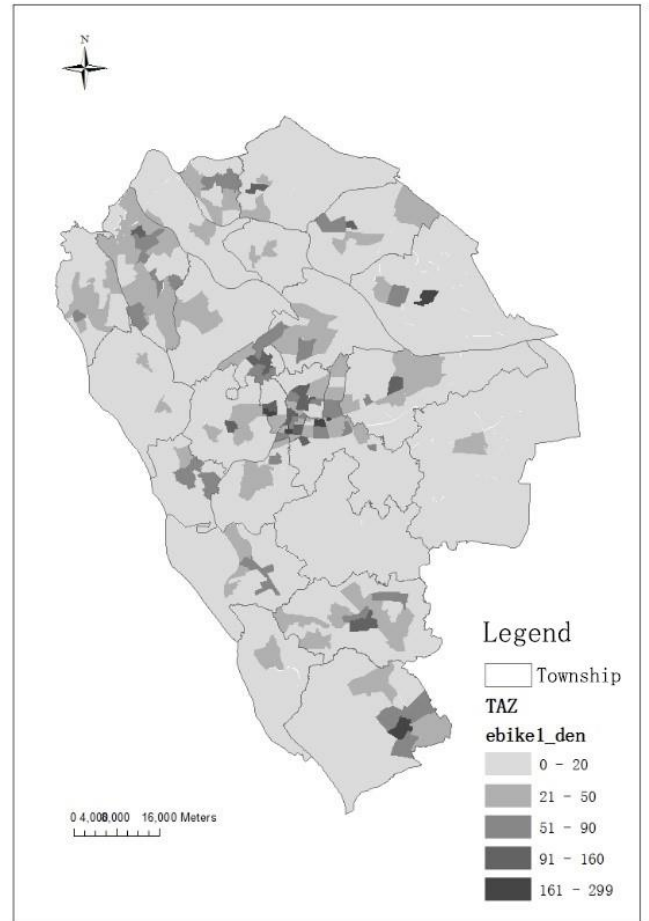 N
Legend
Township
TAZ
ebike1_den
0 - 20
21 - 50
51 - 90
91 - 160
161 - 299
0 4,000 8,000 16,000 Meters